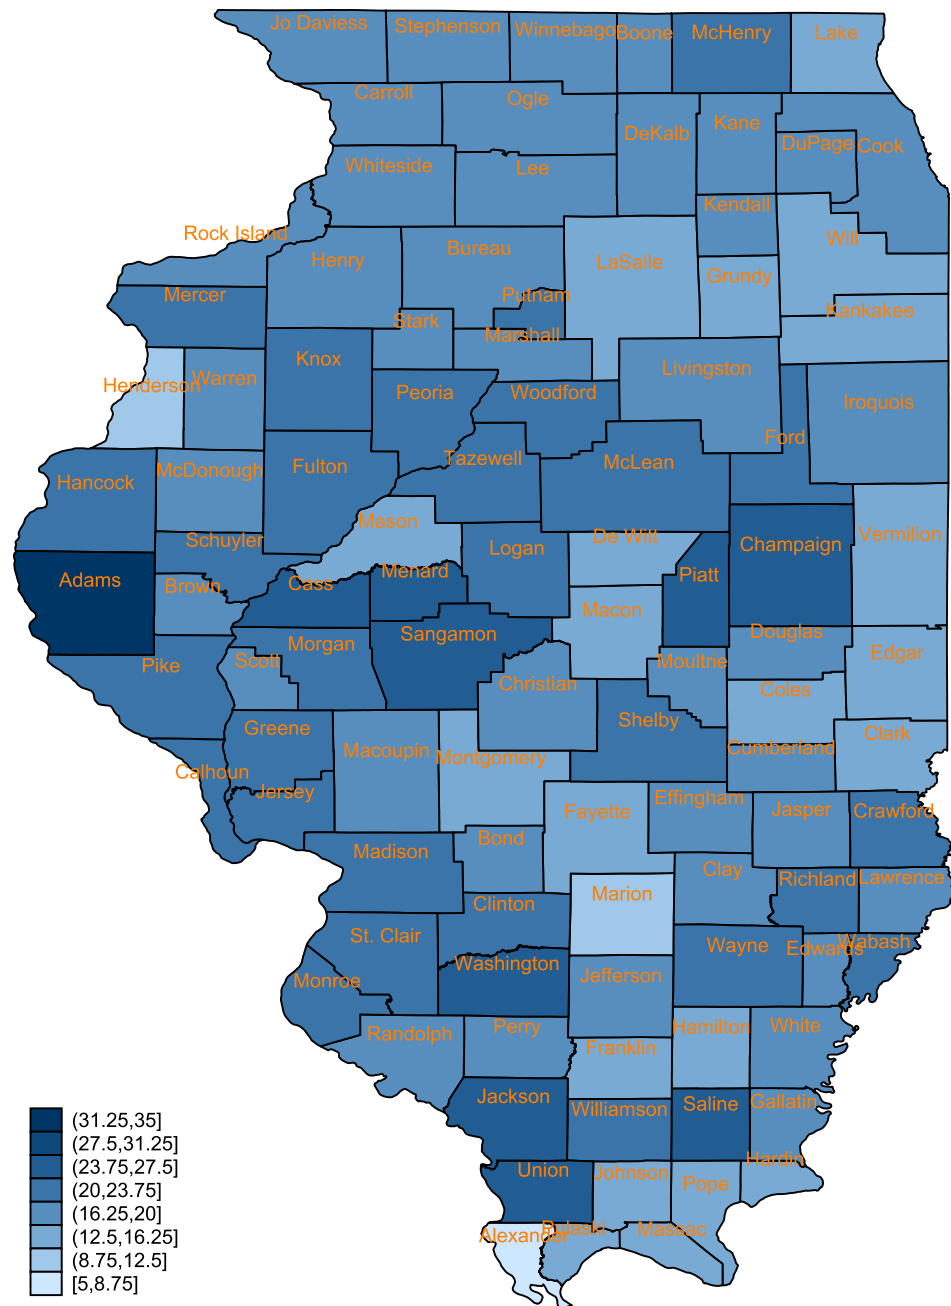 Jo Daviess
Stephenson
Winnebago
Boone
McHenry
Lake
Carroll
Ogle
DeKalb
Kane
DuPage
Cook
Whiteside
Lee
Kendall
Rock Island
Henry
Bureau
LaSalle
Will
Grundy
Mercer
Putnam
Kankakee
Stark
Marshall
Knox
Henderson
Warren
Peoria
Woodford
Livingston
Iroquois
Ford
Hancock
McDonough
Fulton
Tazewell
McLean
Mason
Schuyler
Logan
De Witt
Champaign
Vermillion
Adams
Brown
Cass
Menard
Piatt
Macon
Pike
Scott
Morgan
Sangamon
Douglas
Edgar
Christian
Moultrie
Coles
Greene
Shelby
Macoupin
Montgomery
Cumberland
Clark
Calhoun
Jersey
Fayette
Effingham
Jasper
Crawford
Madison
Bond
Clay
Richland
Lawrence
Marion
Clinton
St. Clair
Wayne
Edwards
Wabash
Washington
Monroe
Jefferson
Randolph
Perry
Hamilton
White
Franklin
Jackson
Williamson
Saline
Gallatin
Union
Johnson
Pope
Hardin
Alexander
Pulaski
Massac
(31.25,35]
(27.5,31.25]
(23.75,27.5]
(20,23.75]
(16.25,20]
(12.5,16.25]
(8.75,12.5]
[5,8.75]